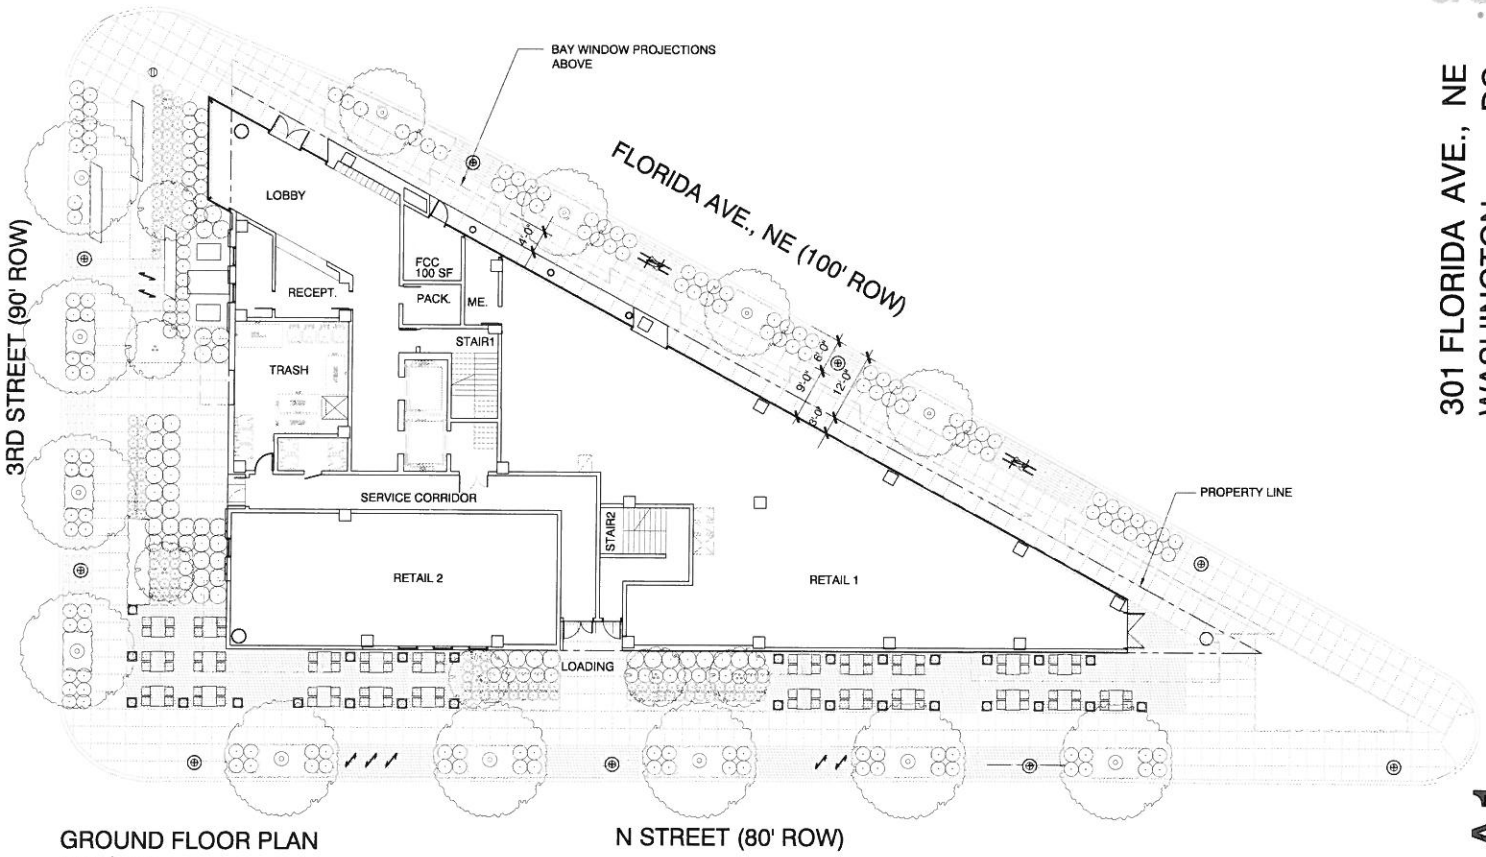 BAY WINDOW PROJECTIONS
ABOVE
FLORIDA AVE., NE (100' ROW)
301 FLORIDA AVE., NE
3RD STREET (90' ROW)
LOBBY
4'-0"
FCC
100 SF
RECEPT.
PACK.
ME.
STAIR1
TRASH
6'-0"
9'-0"
12'-0"
3'-0"
SERVICE CORRIDOR
PROPERTY LINE
STAIR2
RETAIL 2
RETAIL 1
LOADING
GROUND FLOOR PLAN
N STREET (80' ROW)